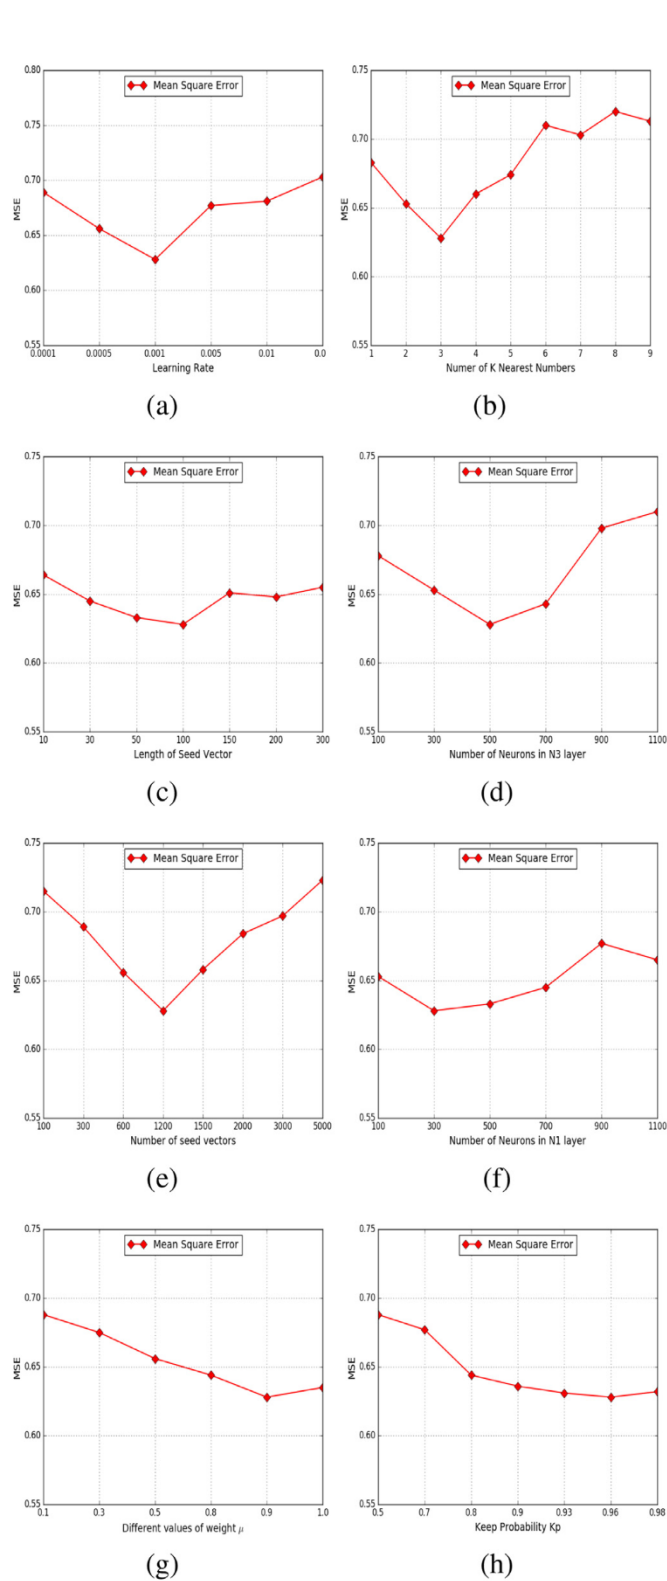 Mean Square Error
0.80
0.75
0.70
0.65
0.60
0.55
MSE
0.0001 0.0005 0.001 0.005 0.01 0.0
Learning Rate
(a)
Mean Square Error
0.75
0.70
0.65
0.60
0.55
MSE
1 2 3 4 5 6 7 8 9
Numer of K Nearest Numbers
(b)
Mean Square Error
0.75
0.70
0.65
0.60
0.55
MSE
10 30 50 100 150 200 300
Length of Seed Vector
(c)
Mean Square Error
0.75
0.70
0.65
0.60
0.55
MSE
100 300 500 700 900 1100
Number of Neurons in N3 layer
(d)
Mean Square Error
0.75
0.70
0.65
0.60
0.55
MSE
100 300 600 1200 1500 2000 3000 5000
Number of seed vectors
(e)
Mean Square Error
0.75
0.70
0.65
0.60
0.55
MSE
100 300 500 700 900 1100
Number of Neurons in N1 layer
(f)
Mean Square Error
0.75
0.70
0.65
0.60
0.55
MSE
0.1 0.3 0.5 0.8 0.9 1.0
Different values of weight μ
(g)
Mean Square Error
0.75
0.70
0.65
0.60
0.55
MSE
0.5 0.7 0.8 0.9 0.93 0.96 0.98
Keep Probability Kp
(h)